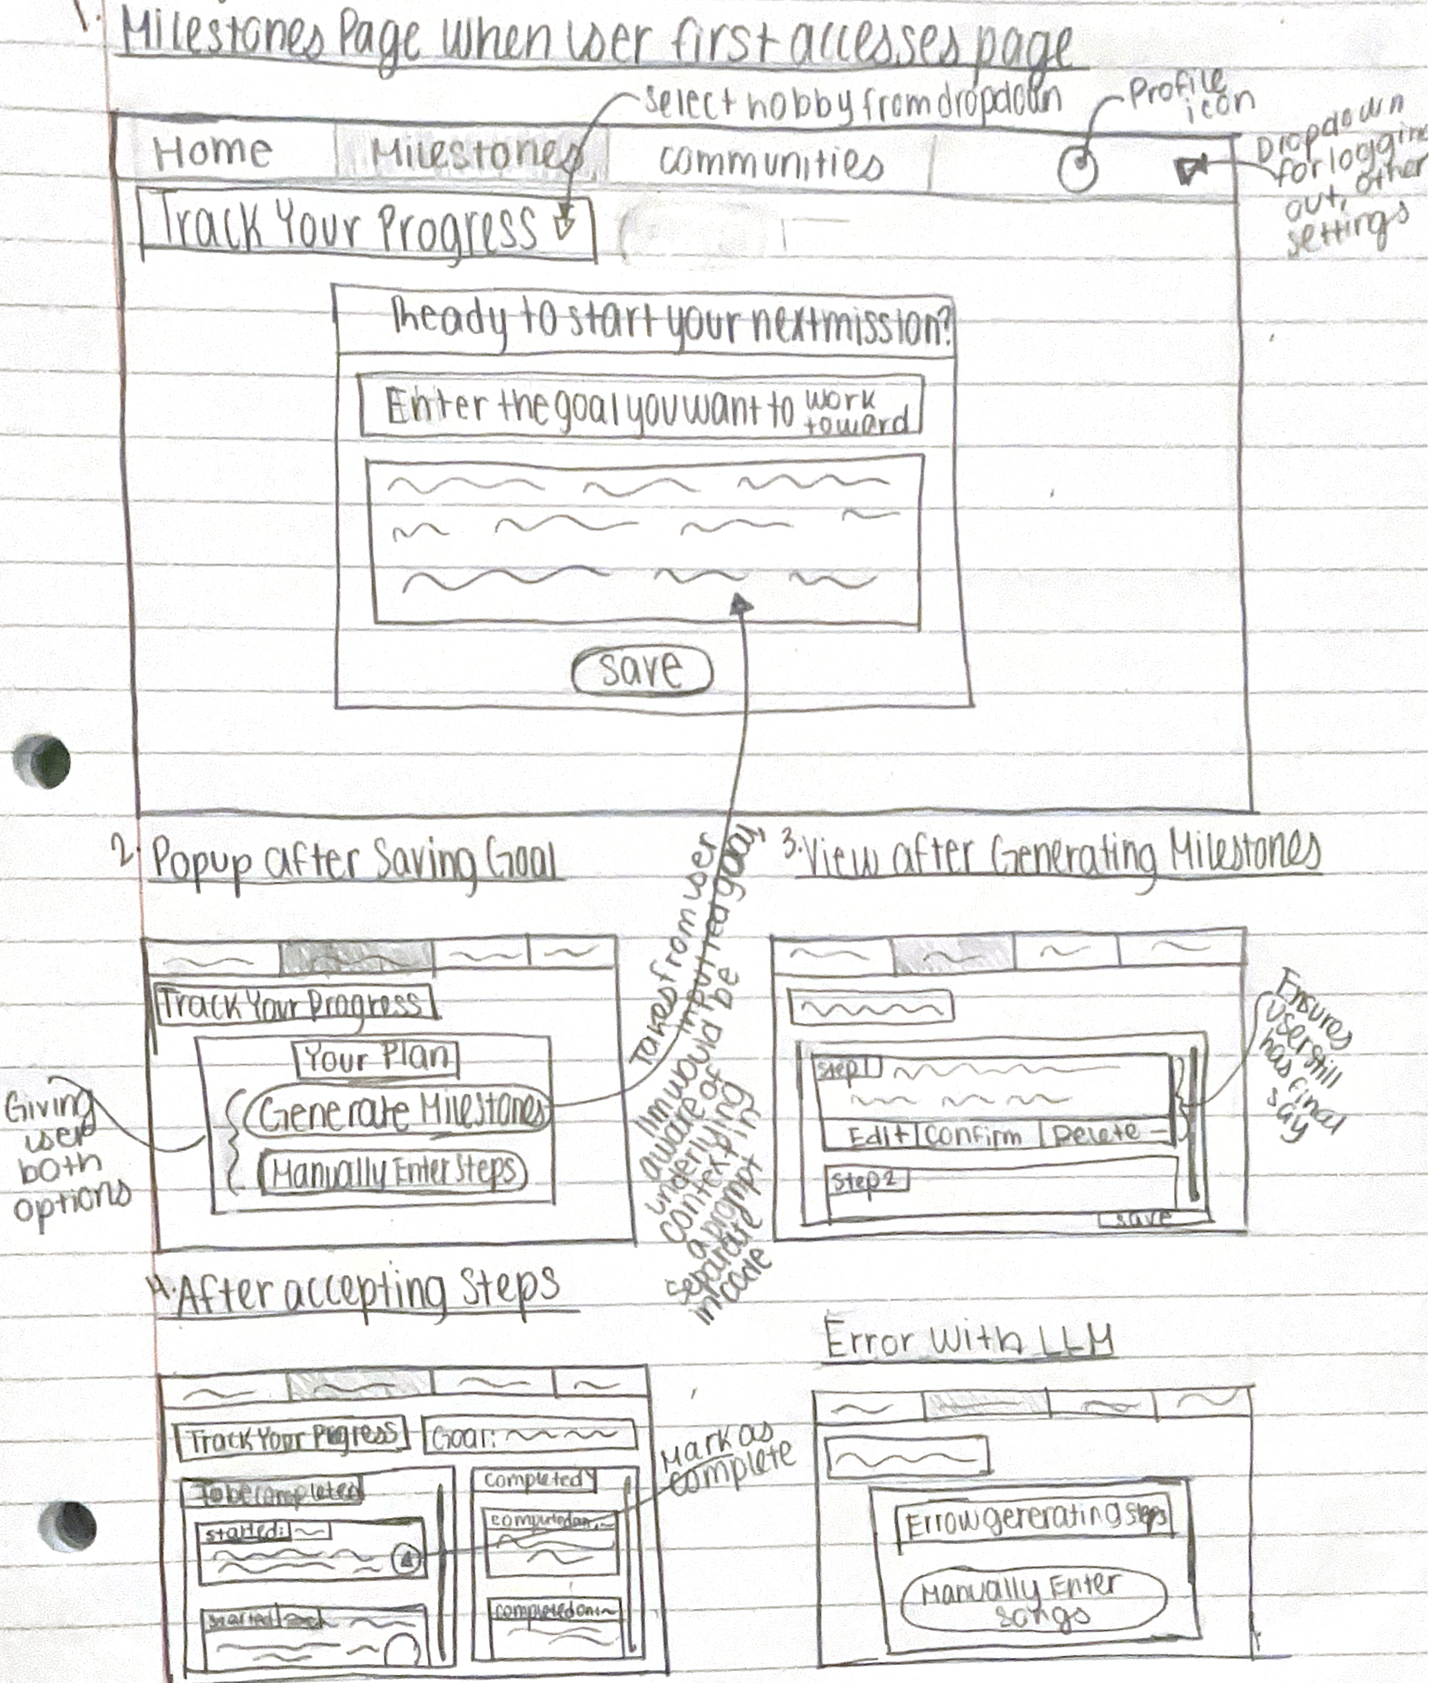 1. Milestones Page when user first accesses page
select hobby from dropdown
Profile
icon
Dropdown
for logging
out, other
settings
Home
Milestones
communities
Track Your Progress
Ready to start your next mission?
Enter the goal you want to work
toward
save
2. Popup after Saving Goal
Track Your Progress
Your Plan
Generate Milestones
Manually Enter Steps
Giving
user
both
options
Takes from user
inputted goal,
llm would be
aware of
underlying
context in
a prompt
separate
in code
3. View after Generating Milestones
Step 1
Edit
Confirm
Delete
Step 2
save
Ensures
user still
has final
say
4. After accepting Steps
Track Your Progress
Goal:
To be completed
started:
started
completed
completed on
completed on
Mark as
complete
Error with LLM
Errow gererating steps
Manually Enter
songs